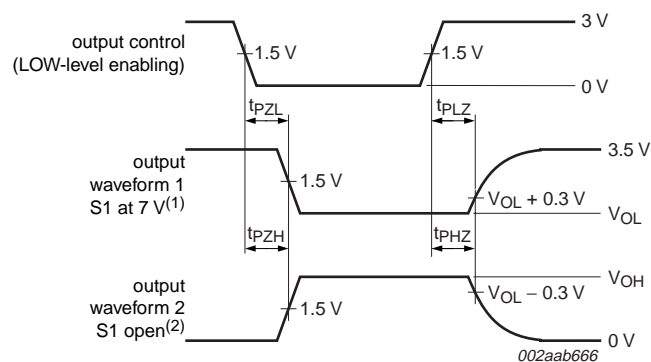 output control
(LOW-level enabling)
1.5 V
1.5 V
3 V
0 V
tPZL
tPLZ
output
waveform 1
S1 at 7 V(1)
1.5 V
3.5 V
VOL + 0.3 V
VOL
tPZH
tPHZ
output
waveform 2
S1 open(2)
1.5 V
VOH
VOL − 0.3 V
0 V
002aab666